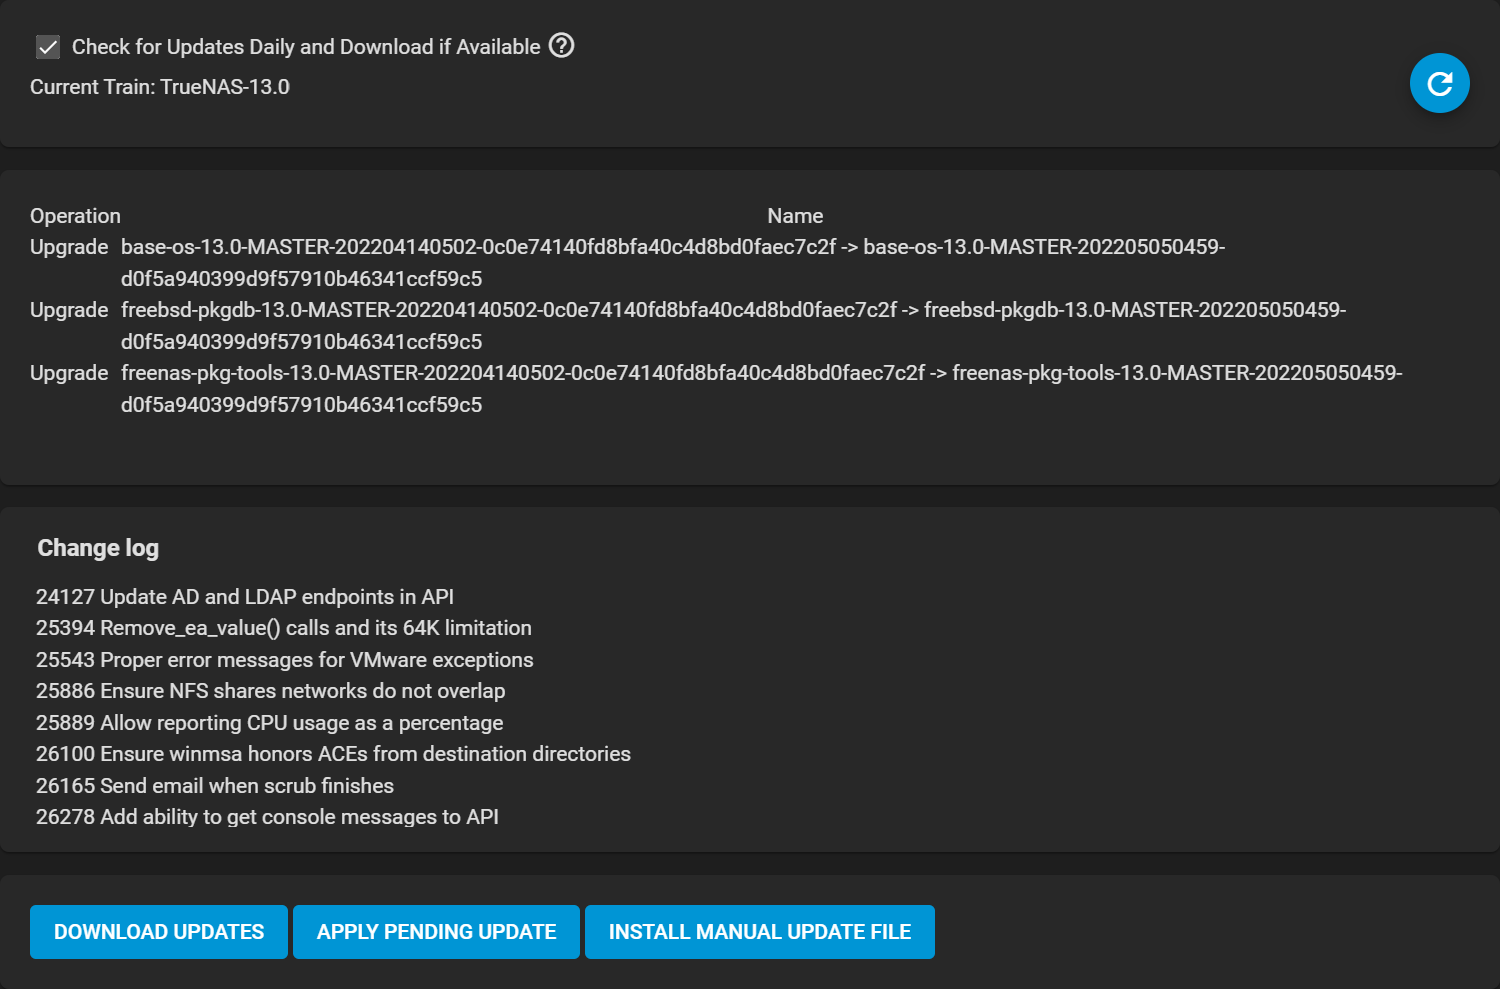 Check for Updates Daily and Download if Available
Current Train: TrueNAS-13.0
Operation Name
Upgrade base-os-13.0-MASTER-202204140502-0c0e74140fd8bfa40c4d8bd0faec7c2f -> base-os-13.0-MASTER-202205050459-
d0f5a940399d9f57910b46341ccf59c5
Upgrade freebsd-pkgdb-13.0-MASTER-202204140502-0c0e74140fd8bfa40c4d8bd0faec7c2f -> freebsd-pkgdb-13.0-MASTER-202205050459-
d0f5a940399d9f57910b46341ccf59c5
Upgrade freenas-pkg-tools-13.0-MASTER-202204140502-0c0e74140fd8bfa40c4d8bd0faec7c2f -> freenas-pkg-tools-13.0-MASTER-202205050459-
d0f5a940399d9f57910b46341ccf59c5
Change log
24127 Update AD and LDAP endpoints in API
25394 Remove_ea_value() calls and its 64K limitation
25543 Proper error messages for VMware exceptions
25886 Ensure NFS shares networks do not overlap
25889 Allow reporting CPU usage as a percentage
26100 Ensure winmsa honors ACEs from destination directories
26165 Send email when scrub finishes
26278 Add ability to get console messages to API
DOWNLOAD UPDATES APPLY PENDING UPDATE INSTALL MANUAL UPDATE FILE